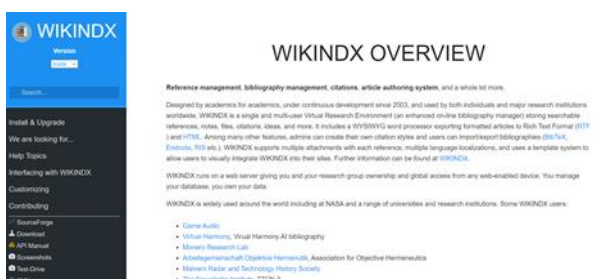 WIKINDX
Version
Search...
Install & Upgrade
We are looking for...
Help Topics
Interfacing with WIKINDX
Customizing
Contributing
SourceForge
Download
API Manual
Screenshots
Test Drive
WIKINDX OVERVIEW
Reference management, bibliography management, citations, article authoring system, and a whole lot more.
Designed by academics for academics, under continuous development since 2003, and used by both individuals and major research institutions
worldwide, WIKINDX is a single and multi-user Virtual Research Environment (an enhanced on-line bibliography manager) storing searchable
references, notes, files, citations, ideas, and more. It includes a WYSIWYG word processor exporting formatted articles to Rich Text Format (RTF
) and HTML. Among many other features, admins can create their own citation styles and users can import/export bibliographies (BibTeX,
Endnote, RIS etc.). WIKINDX supports multiple attachments with each reference, multiple language localizations, and uses a template system to
allow users to visually integrate WIKINDX into their sites. Further information can be found at WIKINDX.
WIKINDX runs on a web server giving you and your research group ownership and global access from any web-enabled device. You manage
your database, you own your data.
WIKINDX is widely used around the world including at NASA and a range of universities and research institutions. Some WIKINDX users:
Game Audio
Virtual Harmony, Virual Harmony AI bibliography
Monero Research Lab
Arbeitsgemeinschaft Objektive Hermeneutik, Association for Objective Hermeneutics
Malvern Radar and Technology History Society